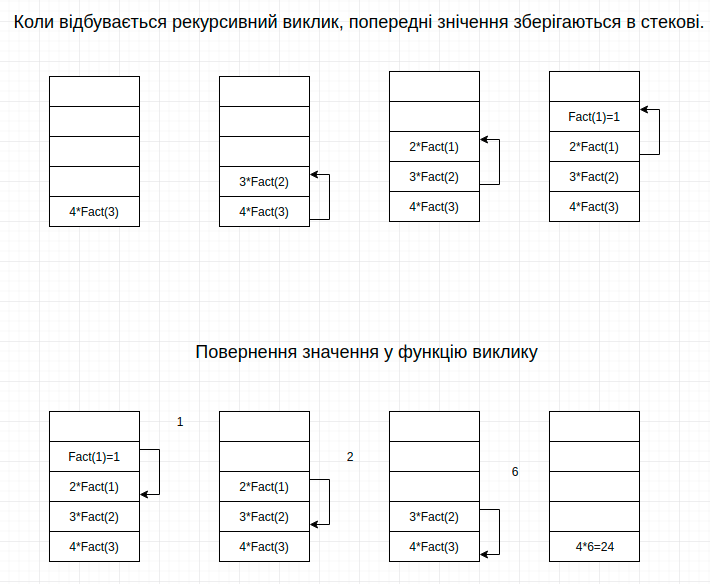 Коли відбувається рекурсивний виклик, попередні знічення зберігаються в стекові.
4*Fact(3)
3*Fact(2)
4*Fact(3)
2*Fact(1)
3*Fact(2)
4*Fact(3)
Fact(1)=1
2*Fact(1)
3*Fact(2)
4*Fact(3)
Повернення значення у функцію виклику
Fact(1)=1
2*Fact(1)
3*Fact(2)
4*Fact(3)
1
2*Fact(1)
3*Fact(2)
4*Fact(3)
2
3*Fact(2)
4*Fact(3)
6
4*6=24